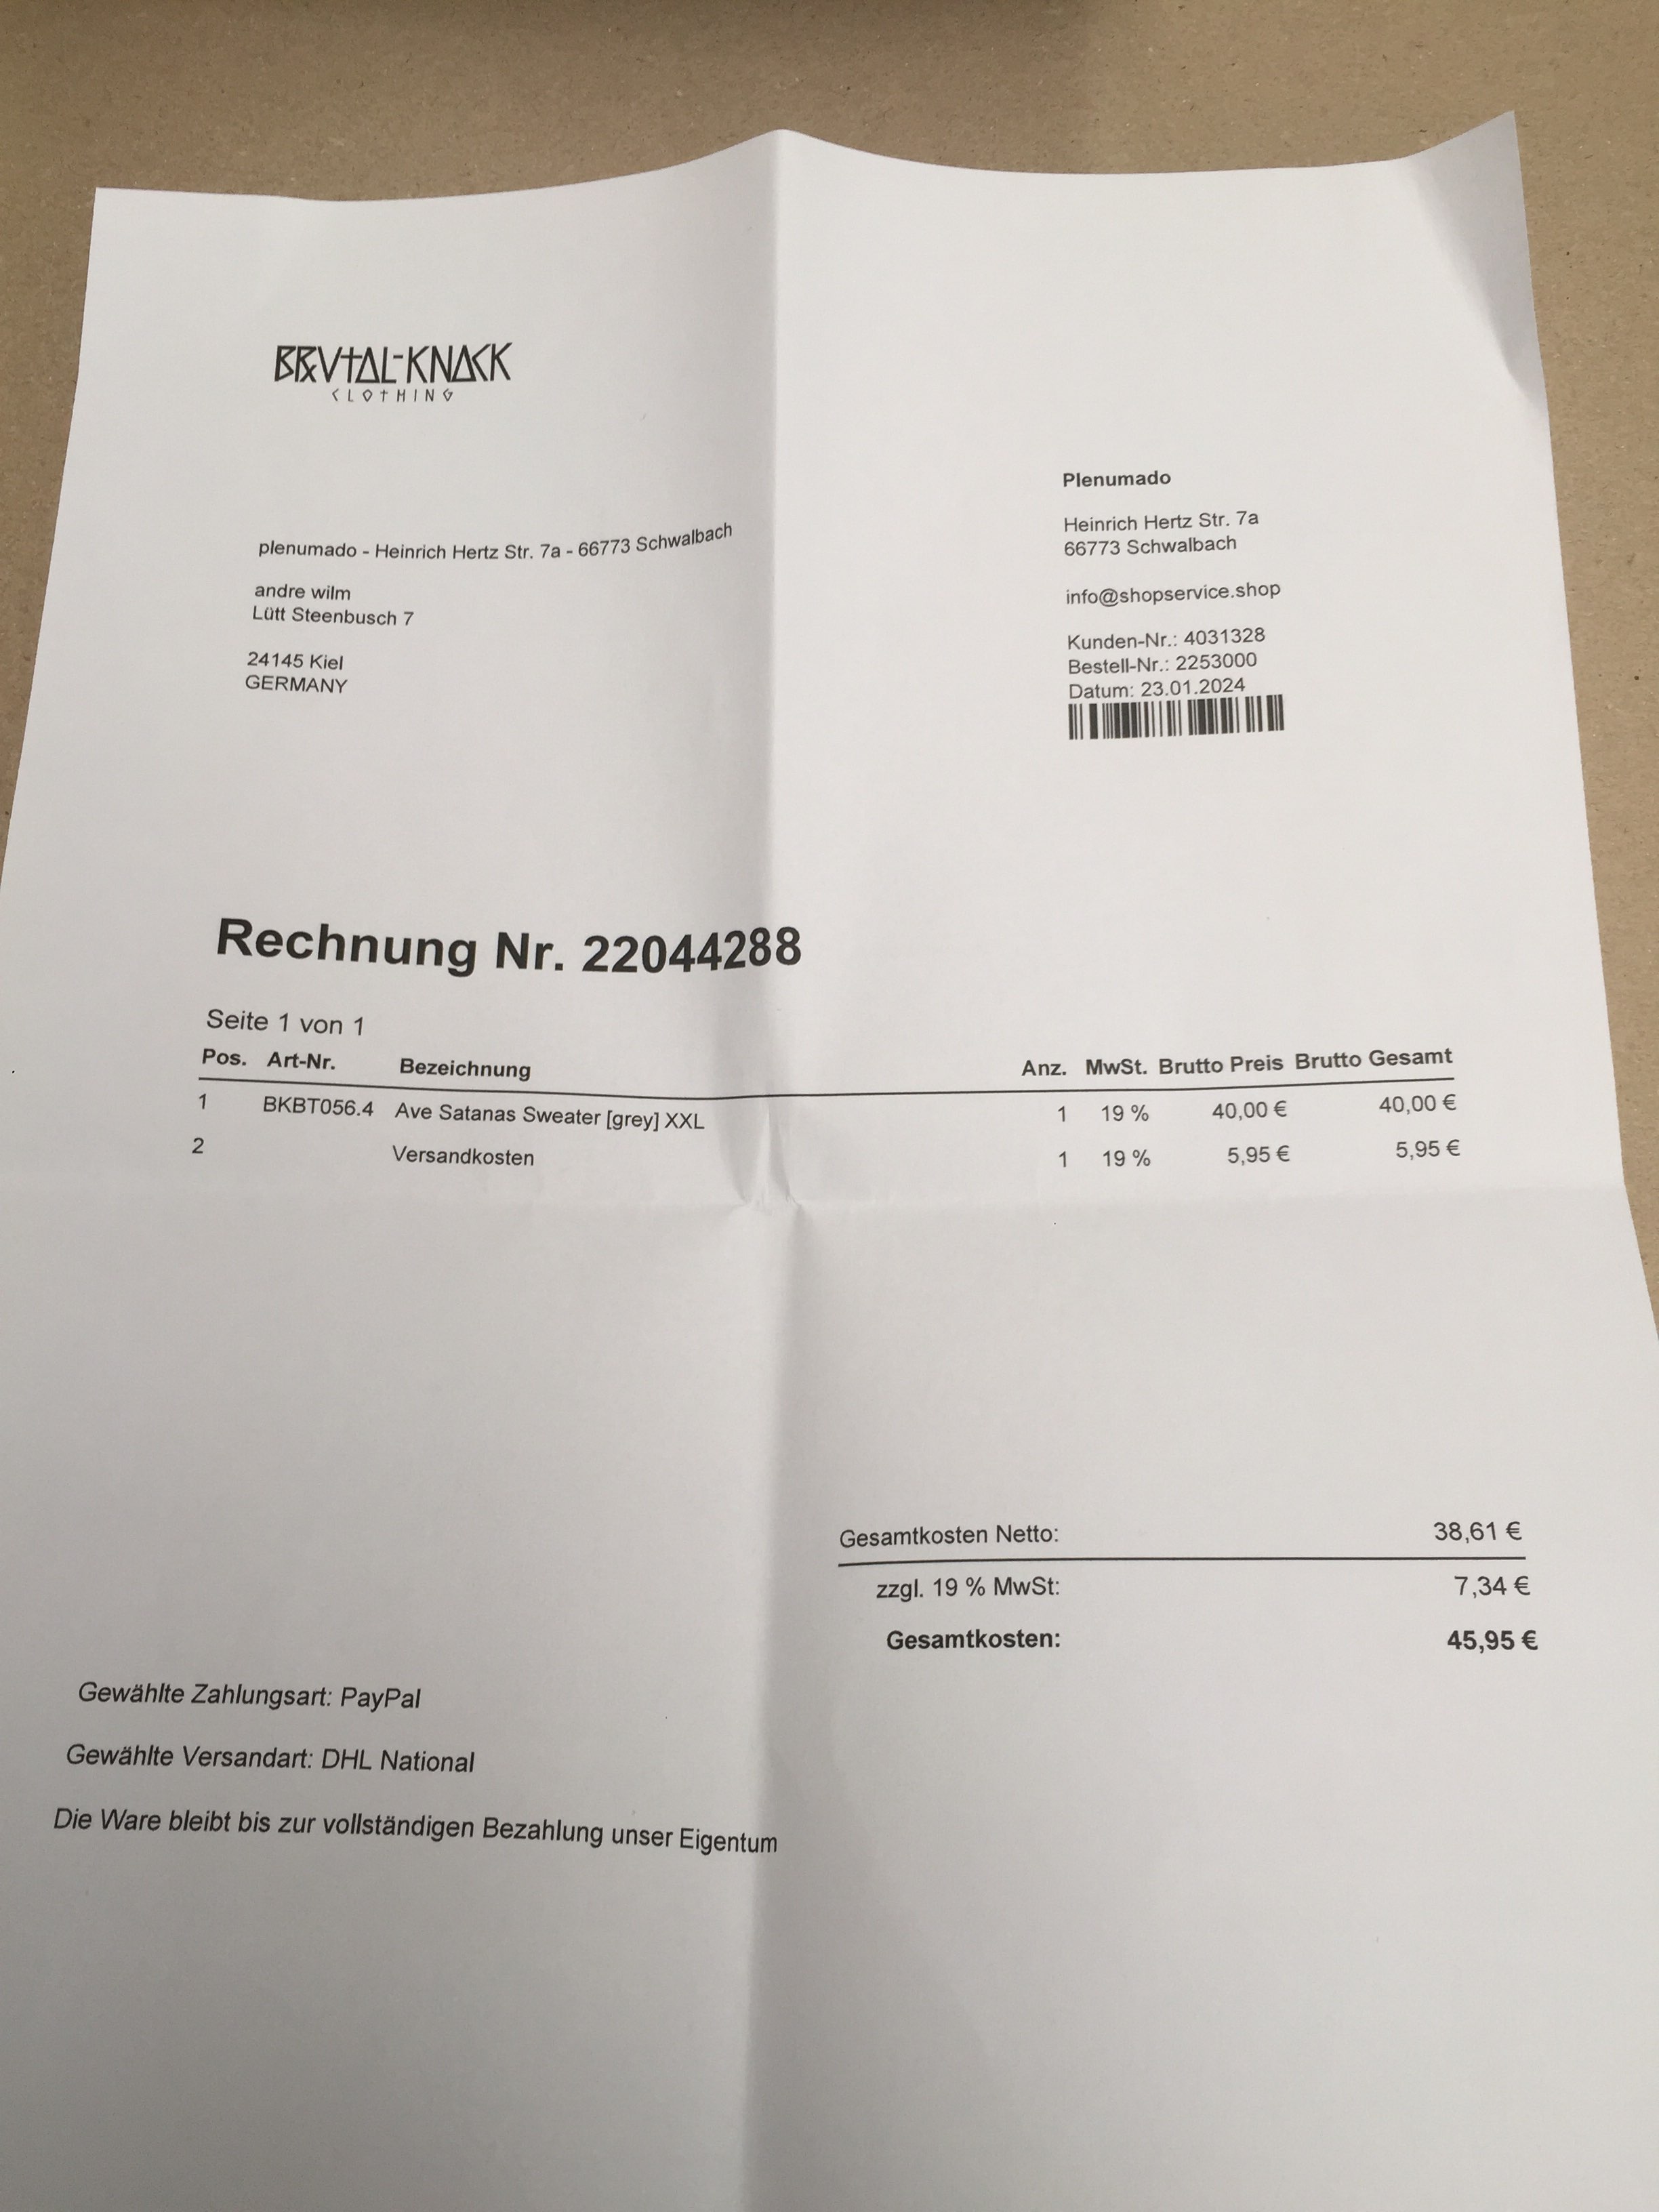 BRVTAL-KNACK
CLOTHING
plenumado - Heinrich Hertz Str. 7a - 66773 Schwalbach
andre wilm
Lütt Steenbusch 7
24145 Kiel
GERMANY
Plenumado
Heinrich Hertz Str. 7a
66773 Schwalbach
info@shopservice.shop
Kunden-Nr.: 4031328
Bestell-Nr.: 2253000
Datum: 23.01.2024
Rechnung Nr. 22044288
Seite 1 von 1
Pos. Art-Nr. Bezeichnung Anz. MwSt. Brutto Preis Brutto Gesamt
1 BKBT056.4 Ave Satanas Sweater [grey] XXL 1 19 % 40,00 € 40,00 €
2 Versandkosten 1 19 % 5,95 € 5,95 €
Gesamtkosten Netto: 38,61 €
zzgl. 19 % MwSt: 7,34 €
Gesamtkosten: 45,95 €
Gewählte Zahlungsart: PayPal
Gewählte Versandart: DHL National
Die Ware bleibt bis zur vollständigen Bezahlung unser Eigentum